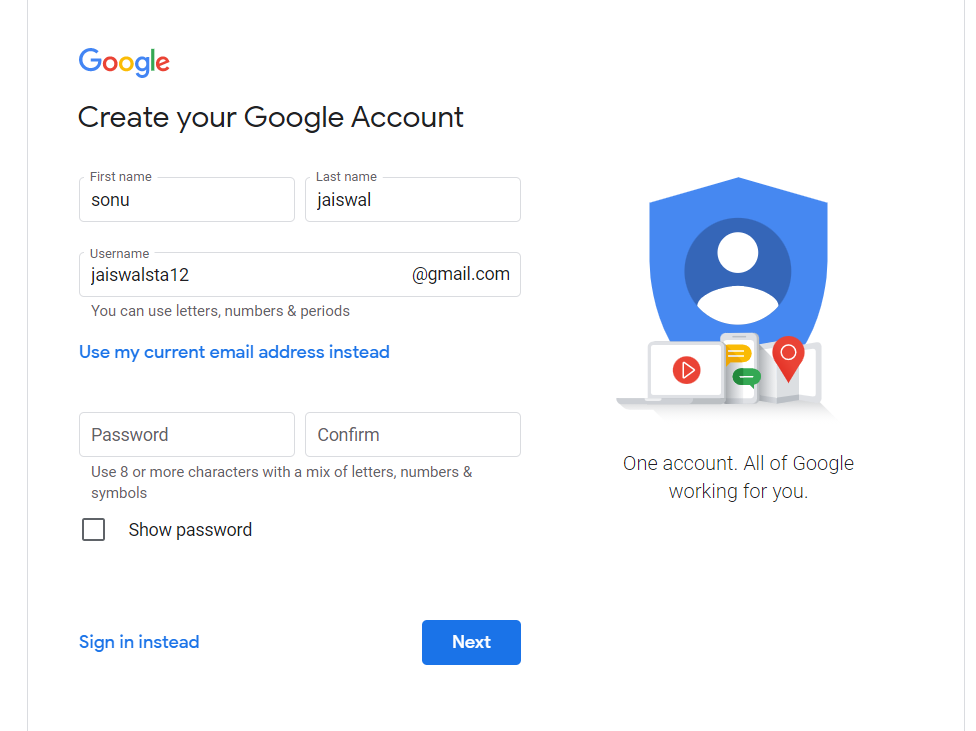 Google
Create your Google Account
First name
Last name
sonu
jaiswal
Username
jaiswalsta12
@gmail.com
You can use letters, numbers & periods
Use my current email address instead
Password
Confirm
Use 8 or more characters with a mix of letters, numbers &
symbols
Show password
Sign in instead
Next
One account. All of Google
working for you.